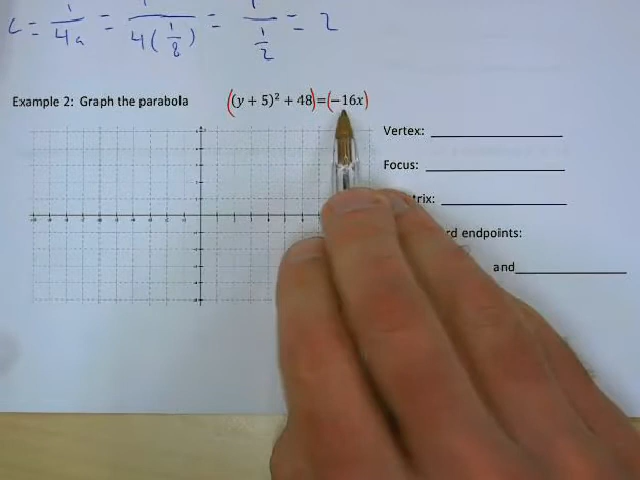 c = 1/4a = 1/4(1/8) = 1/(1/2) = 2
Example 2: Graph the parabola ((y + 5)² + 48) = (−16x)
Vertex:
Focus:
trix:
rd endpoints:
and